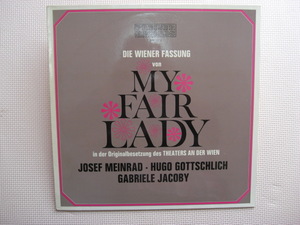 DIE WIENER FASSUNG
von
MY
FAIR
LADY
in der Originalbesetzung des THEATERS AN DER WIEN
JOSEF MEINRAD - HUGO GOTTSCHLICH
GABRIELE JACOBY